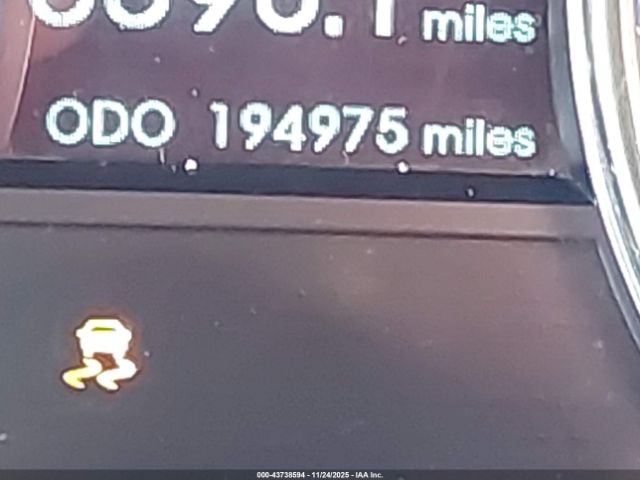 miles
ODO 194975 miles
000-43738594 - 11/24/2025 - IAA Inc.